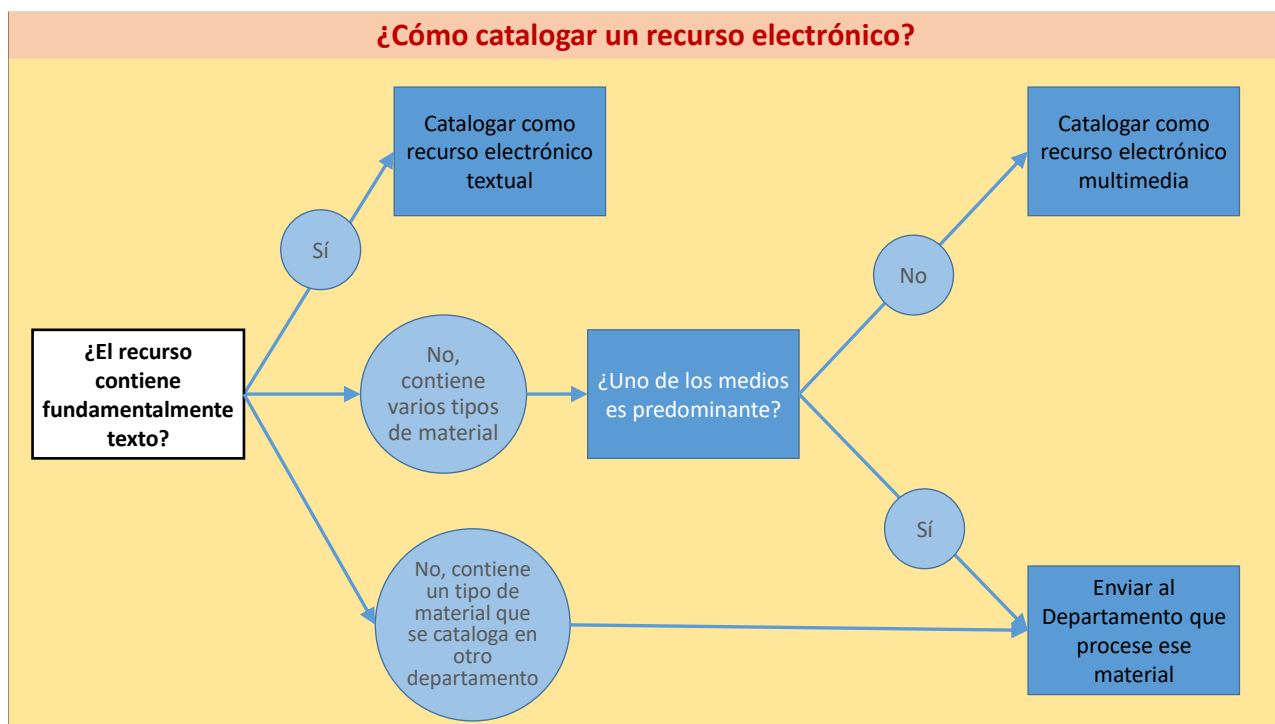 ¿Cómo catalogar un recurso electrónico?
Catalogar como
recurso electrónico
textual
Catalogar como
recurso electrónico
multimedia
Sí
No
¿El recurso
contiene
fundamentalmente
texto?
No,
contiene
varios tipos
de material
¿Uno de los medios
es predominante?
Sí
No, contiene
un tipo de
material que
se cataloga en
otro
departamento
Enviar al
Departamento que
procese ese
material